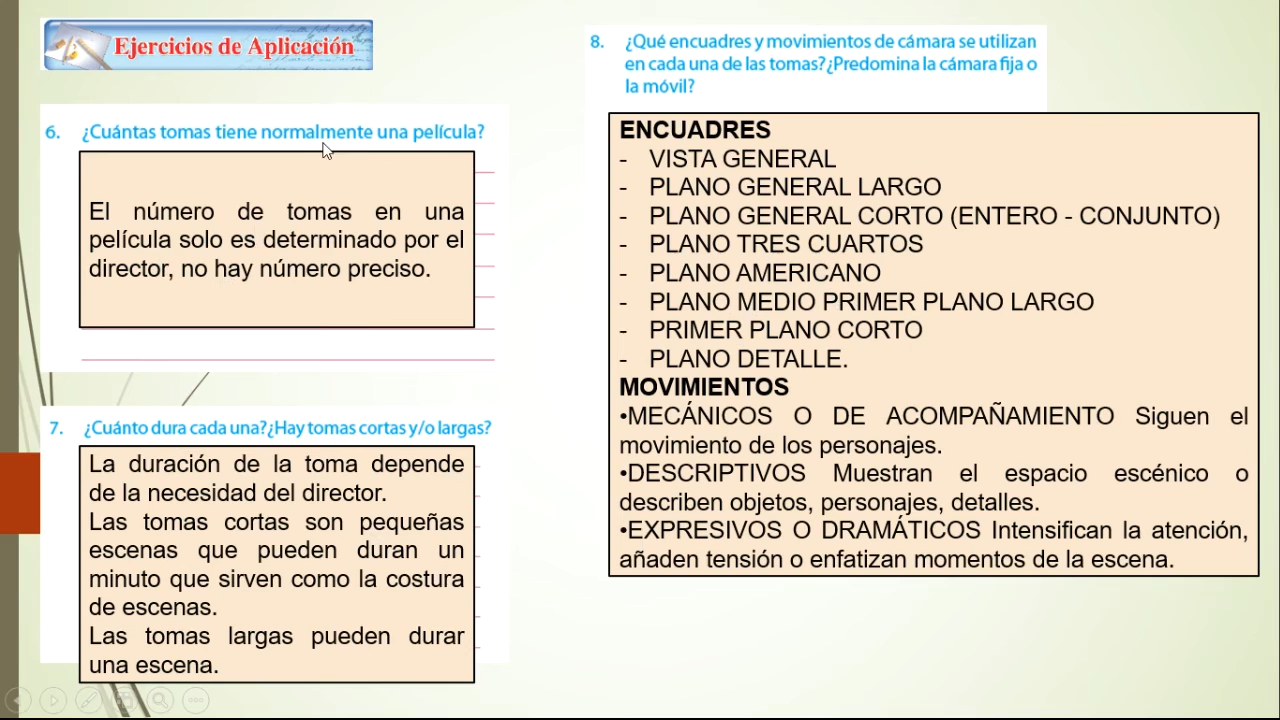 Ejercicios de Aplicación
6. ¿Cuántas tomas tiene normalmente una película?
El número de tomas en una
película solo es determinado por el
director, no hay número preciso.
7. ¿Cuánto dura cada una?¿Hay tomas cortas y/o largas?
La duración de la toma depende
de la necesidad del director.
Las tomas cortas son pequeñas
escenas que pueden duran un
minuto que sirven como la costura
de escenas.
Las tomas largas pueden durar
una escena.
8. ¿Qué encuadres y movimientos de cámara se utilizan
en cada una de las tomas?¿Predomina la cámara fija o
la móvil?
ENCUADRES
- VISTA GENERAL
- PLANO GENERAL LARGO
- PLANO GENERAL CORTO (ENTERO - CONJUNTO)
- PLANO TRES CUARTOS
- PLANO AMERICANO
- PLANO MEDIO PRIMER PLANO LARGO
- PRIMER PLANO CORTO
- PLANO DETALLE.
MOVIMIENTOS
•MECÁNICOS O DE ACOMPAÑAMIENTO Siguen el
movimiento de los personajes.
•DESCRIPTIVOS Muestran el espacio escénico o
describen objetos, personajes, detalles.
•EXPRESIVOS O DRAMÁTICOS Intensifican la atención,
añaden tensión o enfatizan momentos de la escena.